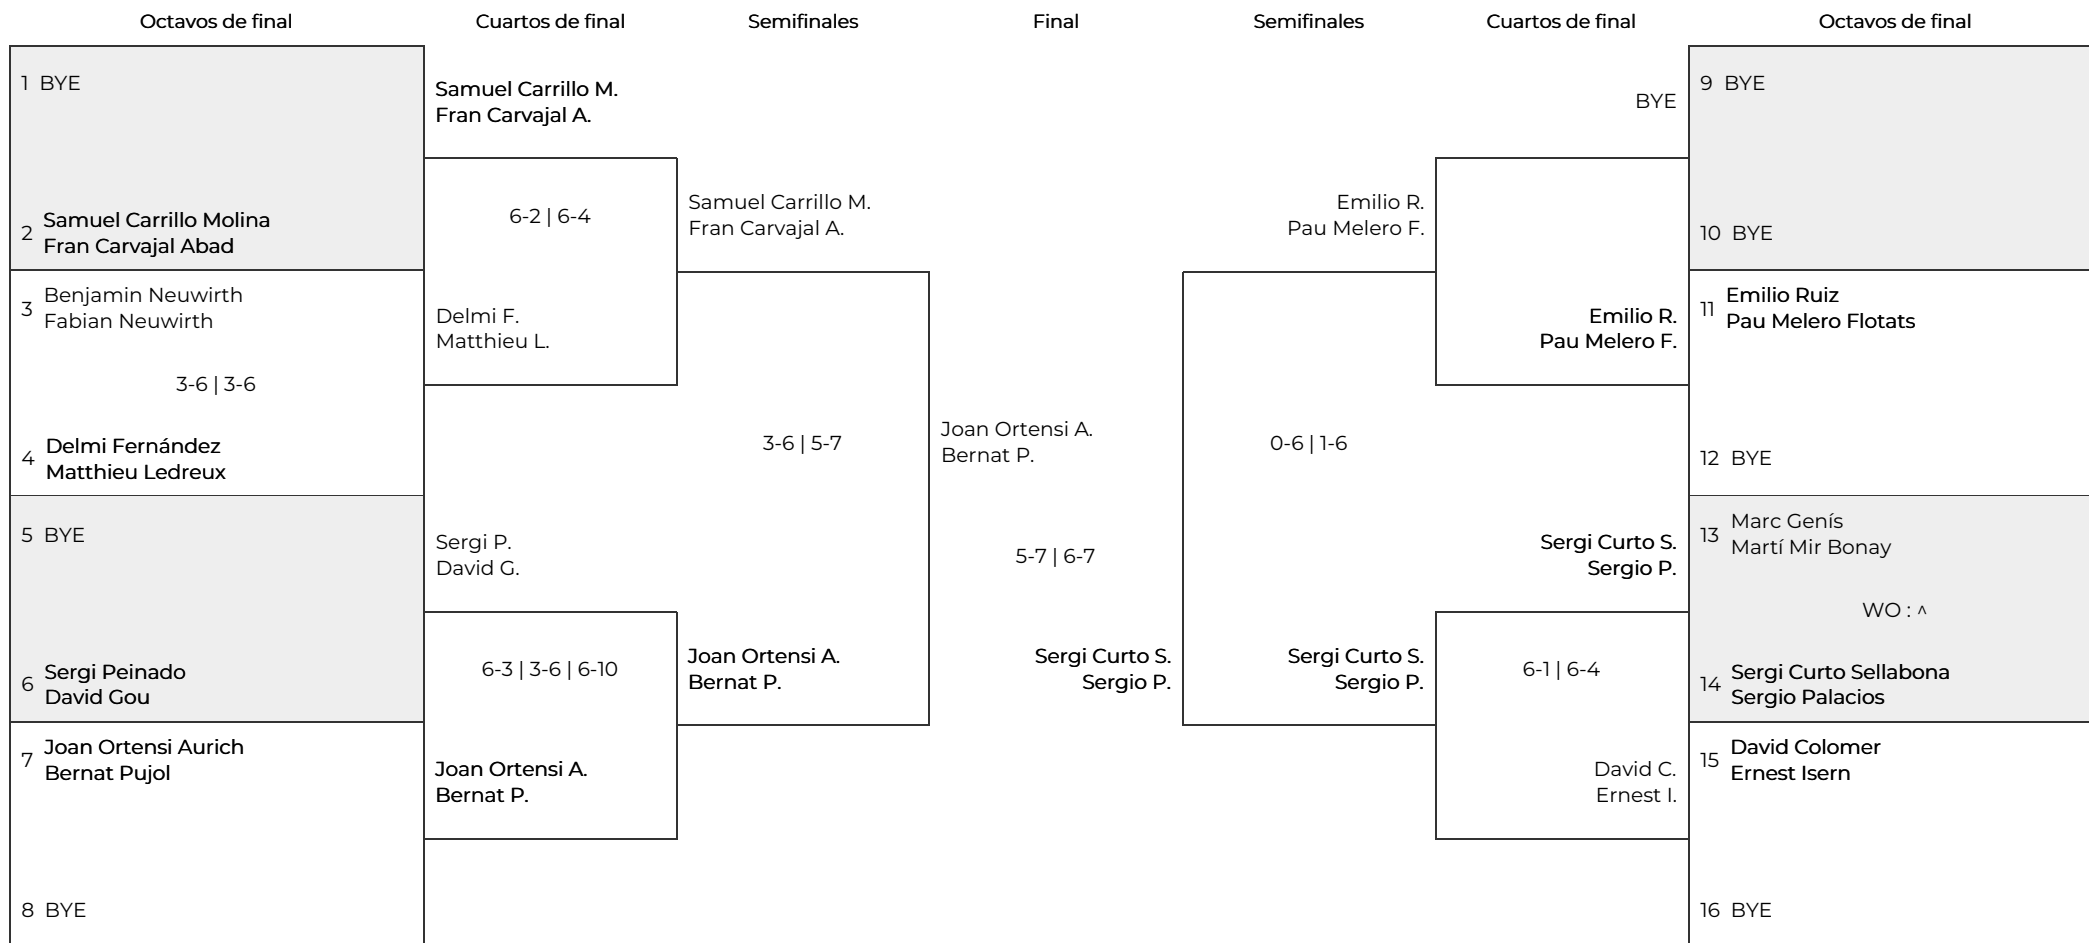 Octavos de final
Cuartos de final
Semifinales
Final
Semifinales
Cuartos de final
Octavos de final
1 BYE
2 Samuel Carrillo Molina
Fran Carvajal Abad
3 Benjamin Neuwirth
Fabian Neuwirth
3-6 | 3-6
4 Delmi Fernández
Matthieu Ledreux
5 BYE
6 Sergi Peinado
David Gou
7 Joan Ortensi Aurich
Bernat Pujol
8 BYE
Samuel Carrillo M.
Fran Carvajal A.
6-2 | 6-4
Delmi F.
Matthieu L.
Sergi P.
David G.
6-3 | 3-6 | 6-10
Joan Ortensi A.
Bernat P.
Samuel Carrillo M.
Fran Carvajal A.
3-6 | 5-7
Joan Ortensi A.
Bernat P.
Joan Ortensi A.
Bernat P.
5-7 | 6-7
Sergi Curto S.
Sergio P.
Emilio R.
Pau Melero F.
0-6 | 1-6
Sergi Curto S.
Sergio P.
BYE
Emilio R.
Pau Melero F.
Sergi Curto S.
Sergio P.
6-1 | 6-4
David C.
Ernest I.
9 BYE
10 BYE
11 Emilio Ruiz
Pau Melero Flotats
12 BYE
13 Marc Genís
Martí Mir Bonay
WO : ^
14 Sergi Curto Sellabona
Sergio Palacios
15 David Colomer
Ernest Isern
16 BYE